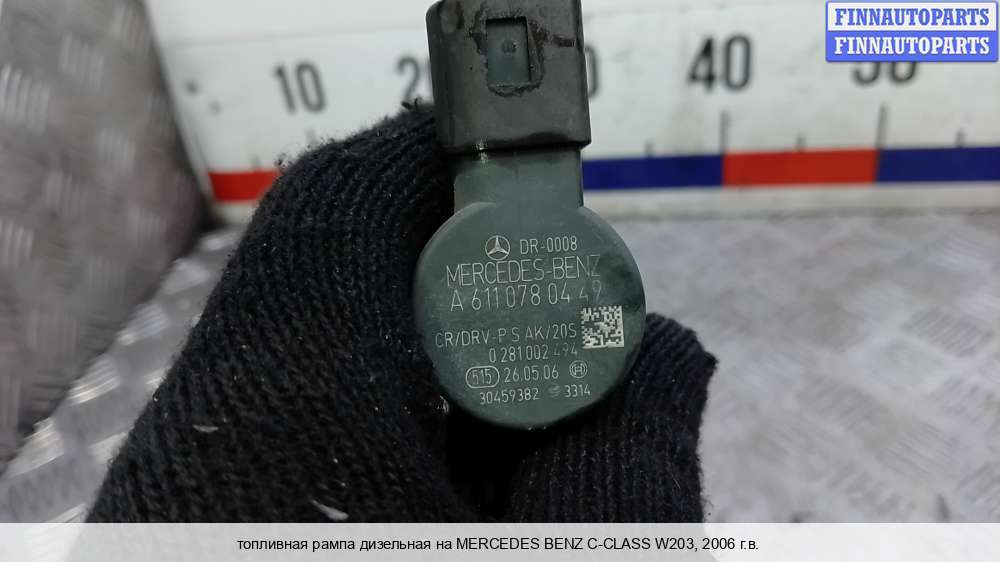 FINNAUTOPARTS
FINNAUTOPARTS
10
40
DR-0008
MERCEDES-BENZ
A 611 078 04 49
CR/DRV-P S AK/20S
0 281 002 494
515 26.05.06
30459382 3314
топливная рампа дизельная на MERCEDES BENZ C-CLASS W203, 2006 г.в.